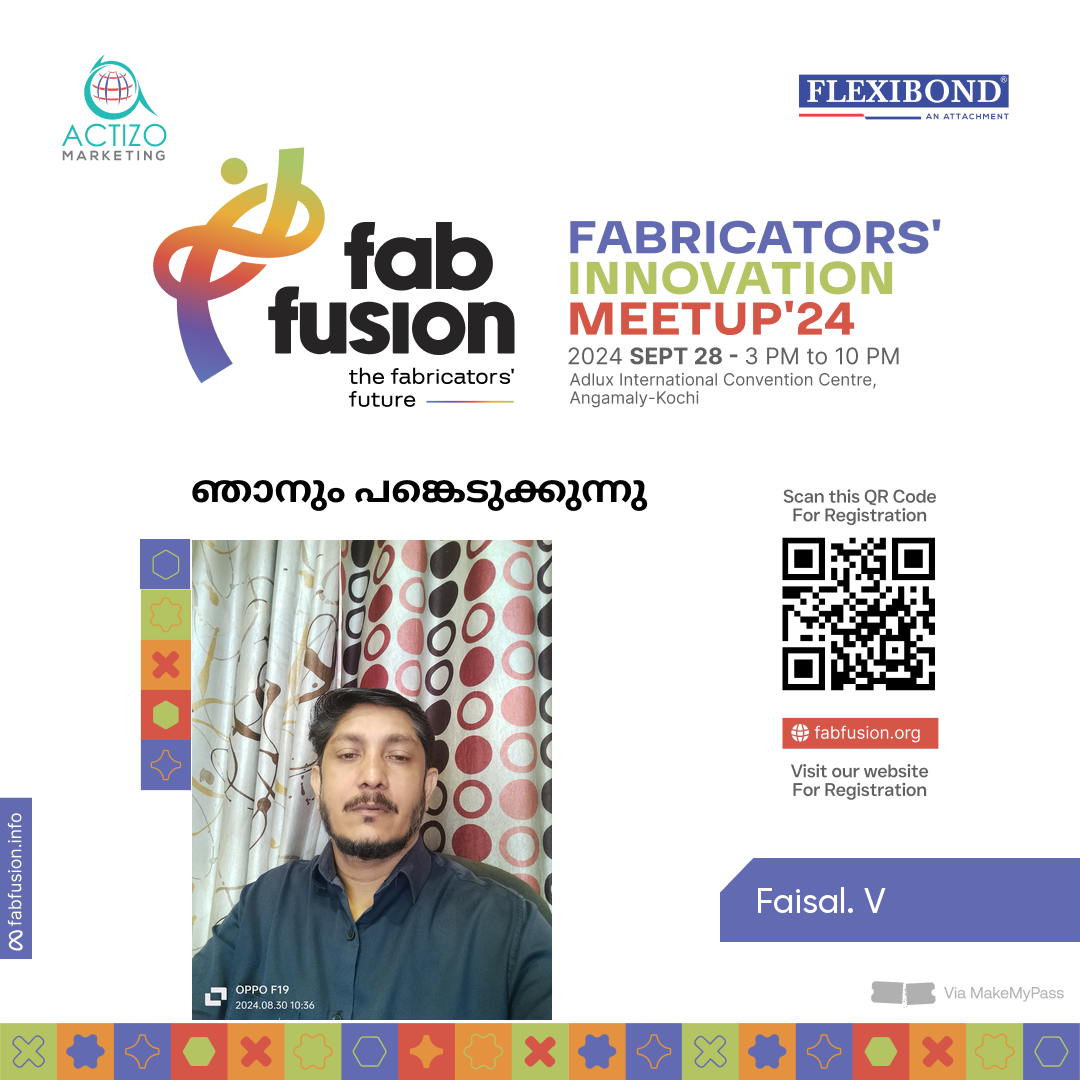 ACTIZO
MARKETING
FLEXIBOND®
AN ATTACHMENT
fab
fusion
the fabricators'
future
FABRICATORS'
INNOVATION
MEETUP'24
2024 SEPT 28 - 3 PM to 10 PM
Adlux International Convention Centre,
Angamaly-Kochi
ഞാനും പങ്കെടുക്കുന്നു
Scan this QR Code
For Registration
fabfusion.org
Visit our website
For Registration
fabfusion.info
Faisal. V
OPPO F19
2024.08.30 10:36
Via MakeMyPass